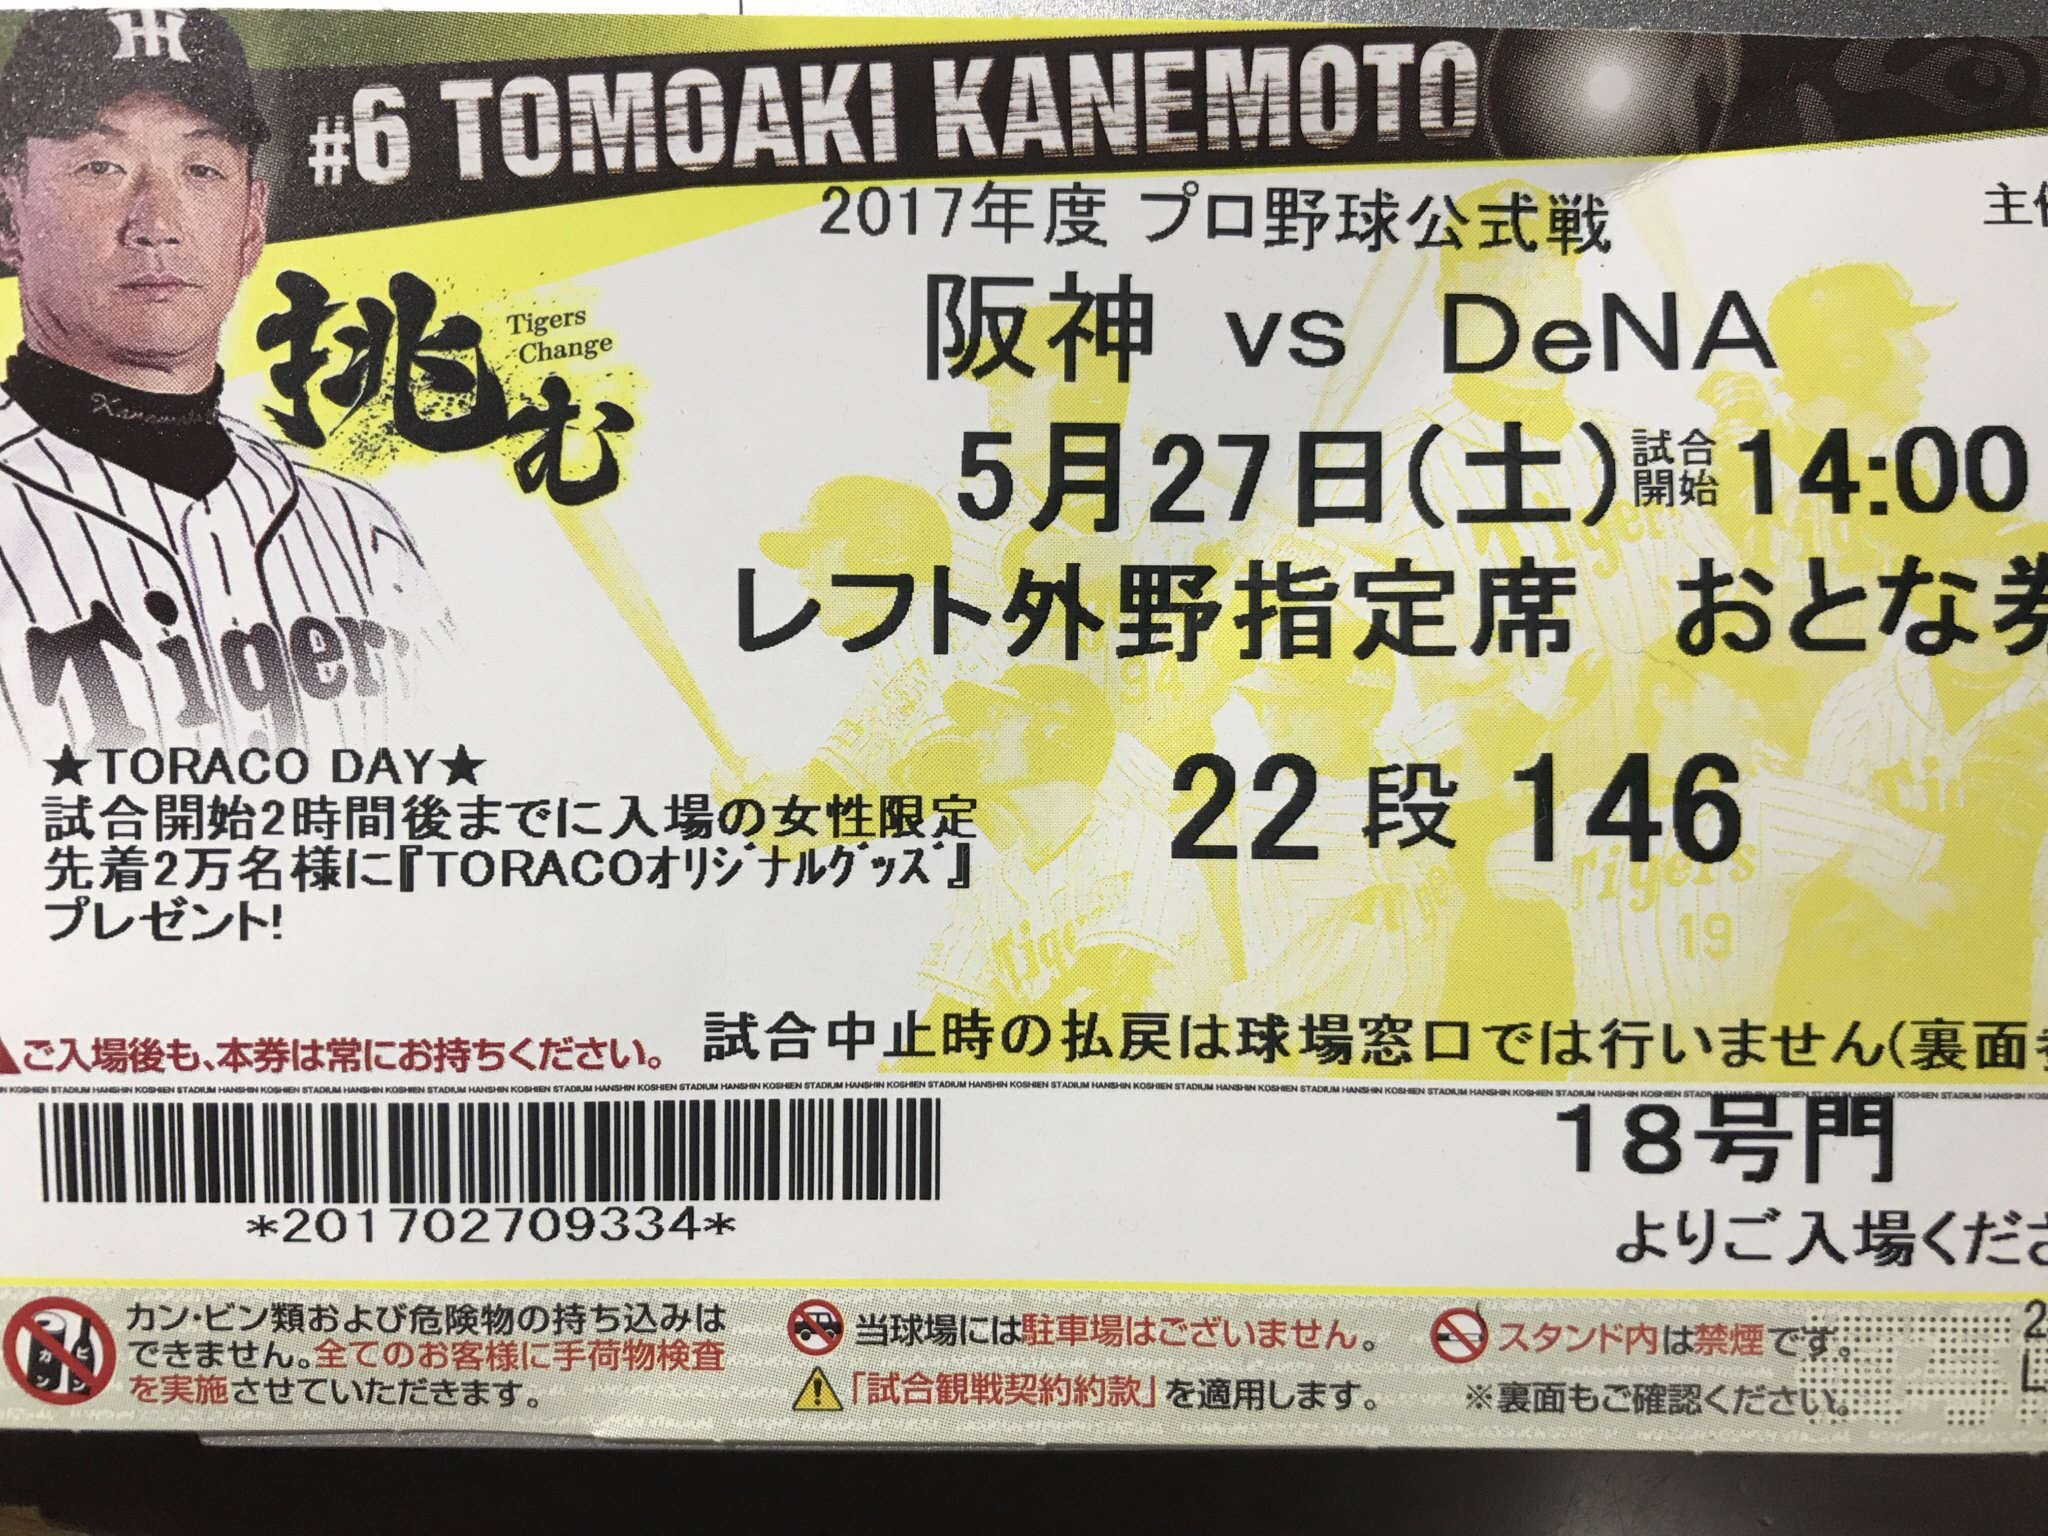 #6 TOMOAKI KANEMOTO
2017年度 プロ野球公式戦
阪神 vs DeNA
挑む
Tigers
Change
5月27日(土) 試合開始 14:00
レフト外野指定席 おとな券
Tigers
22 段 146
★TORACO DAY★
試合開始2時間後までに入場の女性限定
先着2万名様に『TORACOオリジナルグッズ』
プレゼント!
ご入場後も、本券は常にお持ちください。
試合中止時の払戻は球場窓口では行いません(裏面
HANSHIN KOSHIEN STADIUM HANSHIN KOSHIEN STADIUM HANSHIN KOSHIEN STADIUM
*201702709334*
18号門
よりご入場くださ
カン・ビン類および危険物の持ち込みは
できません。全てのお客様に手荷物検査
を実施させていただきます。
当球場には駐車場はございません。
「試合観戦契約約款」を適用します。
スタンド内は禁煙です。
※裏面もご確認ください。